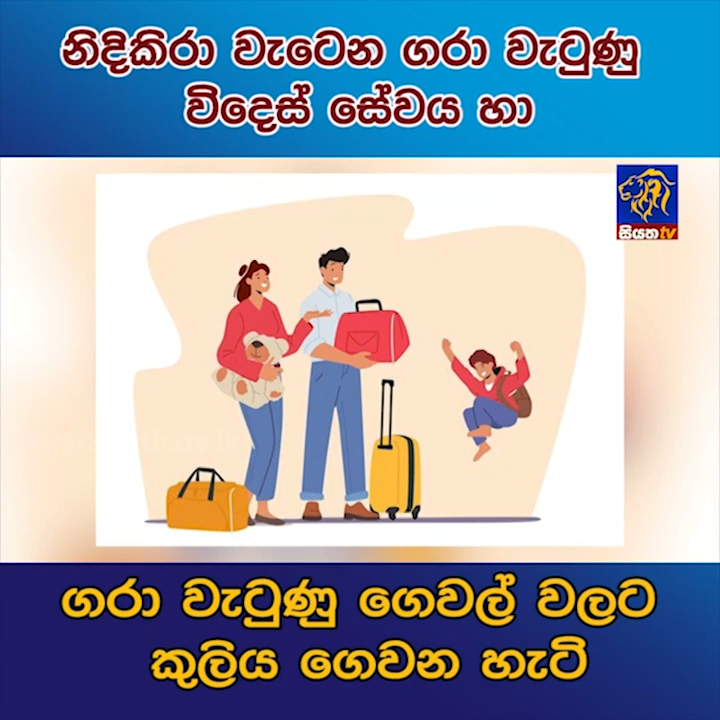 නිදිකිරා වැටෙන ගරා වැටුණු
විදෙස් සේවය හා
සියත tv
ගරා වැටුණු ගෙවල් වලට
කුලිය ගෙවන හැටි